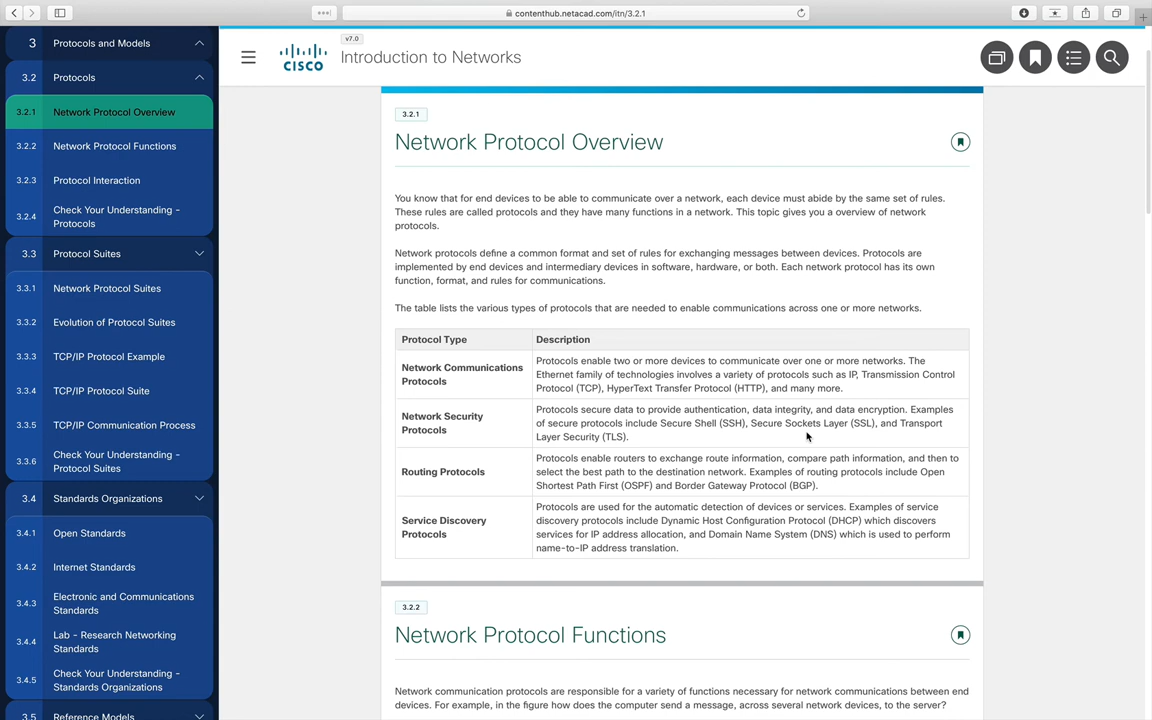 contenthub.netacad.com/itn/3.2.1
3 Protocols and Models
3.2 Protocols
3.2.1 Network Protocol Overview
3.2.2 Network Protocol Functions
3.2.3 Protocol Interaction
3.2.4 Check Your Understanding -
Protocols
3.3 Protocol Suites
3.3.1 Network Protocol Suites
3.3.2 Evolution of Protocol Suites
3.3.3 TCP/IP Protocol Example
3.3.4 TCP/IP Protocol Suite
3.3.5 TCP/IP Communication Process
3.3.6 Check Your Understanding -
Protocol Suites
3.4 Standards Organizations
3.4.1 Open Standards
3.4.2 Internet Standards
3.4.3 Electronic and Communications
Standards
3.4.4 Lab - Research Networking
Standards
3.4.5 Check Your Understanding -
Standards Organizations
3.5 Reference Models
CISCO
v7.0
Introduction to Networks
3.2.1
Network Protocol Overview
You know that for end devices to be able to communicate over a network, each device must abide by the same set of rules.
These rules are called protocols and they have many functions in a network. This topic gives you a overview of network
protocols.
Network protocols define a common format and set of rules for exchanging messages between devices. Protocols are
implemented by end devices and intermediary devices in software, hardware, or both. Each network protocol has its own
function, format, and rules for communications.
The table lists the various types of protocols that are needed to enable communications across one or more networks.
Protocol Type
Description
Network Communications
Protocols
Protocols enable two or more devices to communicate over one or more networks. The
Ethernet family of technologies involves a variety of protocols such as IP, Transmission Control
Protocol (TCP), HyperText Transfer Protocol (HTTP), and many more.
Network Security
Protocols
Protocols secure data to provide authentication, data integrity, and data encryption. Examples
of secure protocols include Secure Shell (SSH), Secure Sockets Layer (SSL), and Transport
Layer Security (TLS).
Routing Protocols
Protocols enable routers to exchange route information, compare path information, and then to
select the best path to the destination network. Examples of routing protocols include Open
Shortest Path First (OSPF) and Border Gateway Protocol (BGP).
Service Discovery
Protocols
Protocols are used for the automatic detection of devices or services. Examples of service
discovery protocols include Dynamic Host Configuration Protocol (DHCP) which discovers
services for IP address allocation, and Domain Name System (DNS) which is used to perform
name-to-IP address translation.
3.2.2
Network Protocol Functions
Network communication protocols are responsible for a variety of functions necessary for network communications between end
devices. For example, in the figure how does the computer send a message, across several network devices, to the server?